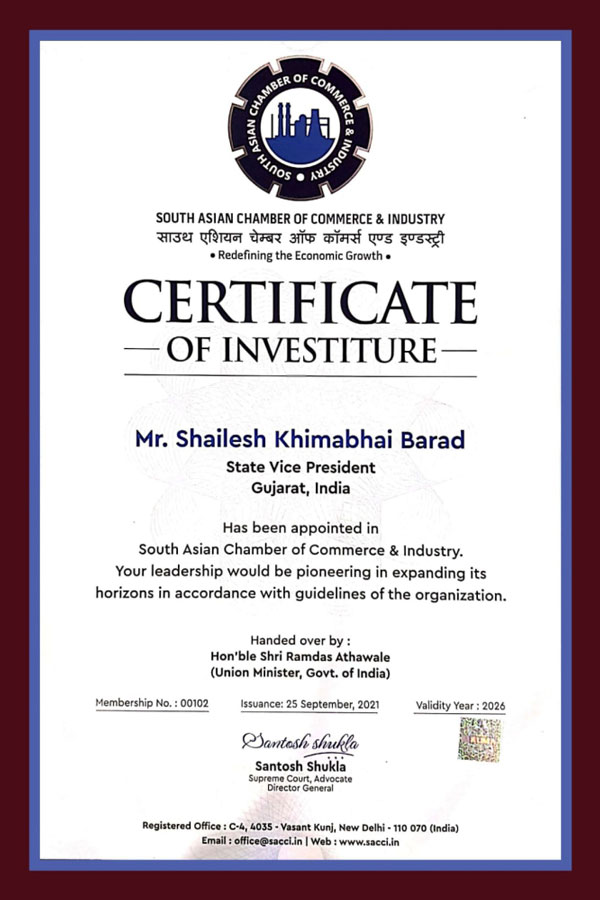 SOUTH ASIAN CHAMBER OF COMMERCE & INDUSTRY
SOUTH ASIAN CHAMBER OF COMMERCE & INDUSTRY
साउथ एशियन चेम्बर ऑफ कॉमर्स एण्ड इण्डस्ट्री
• Redefining the Economic Growth •
CERTIFICATE
OF INVESTITURE
Mr. Shailesh Khimabhai Barad
State Vice President
Gujarat, India
Has been appointed in
South Asian Chamber of Commerce & Industry.
Your leadership would be pioneering in expanding its
horizons in accordance with guidelines of the organization.
Handed over by :
Hon'ble Shri Ramdas Athawale
(Union Minister, Govt. of India)
Membership No. : 00102 Issuance: 25 September, 2021 Validity Year : 2026
Santosh shukla
Santosh Shukla
Supreme Court, Advocate
Director General
Registered Office : C-4, 4035 - Vasant Kunj, New Delhi - 110 070 (India)
Email : office@sacci.in | Web : www.sacci.in